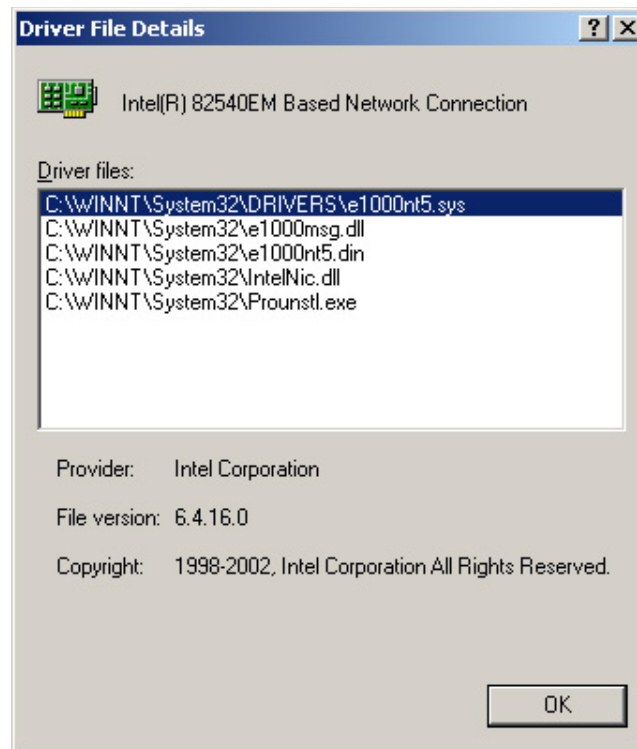 Driver File Details
Intel(R) 82540EM Based Network Connection
Driver files:
C:\WINNT\System32\DRIVERS\e1000nt5.sys
C:\WINNT\System32\e1000msg.dll
C:\WINNT\System32\e1000nt5.din
C:\WINNT\System32\IntelNic.dll
C:\WINNT\System32\Prounstl.exe
Provider: Intel Corporation
File version: 6.4.16.0
Copyright: 1998-2002, Intel Corporation All Rights Reserved.
OK